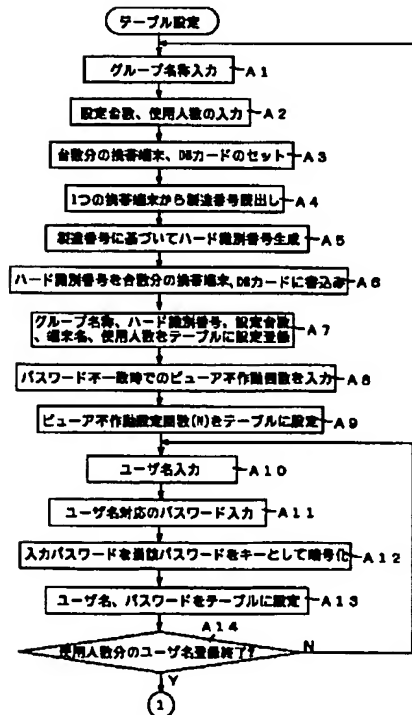 テーブル設定
グループ名称入力
A1
設定台数、使用人数の入力
A2
台数分の携帯端末、DBカードのセット
A3
1つの携帯端末から製造番号読出し
A4
製造番号に基づいてハード識別番号生成
A5
ハード識別番号を台数分の携帯端末、DBカードに書込み
A6
グループ名称、ハード識別番号、設定台数
、端末名、使用人数をテーブルに設定登録
A7
パスワード不一致時でのビューア不作動回数を入力
A8
ビューア不作動設定回数(N)をテーブルに設定
A9
ユーザ名入力
A10
ユーザ名対応のパスワード入力
A11
入力パスワードを当該パスワードをキーとして暗号化
A12
ユーザ名、パスワードをテーブルに設定
A13
A14
使用人数分のユーザ名登録終了?
N
Y
1